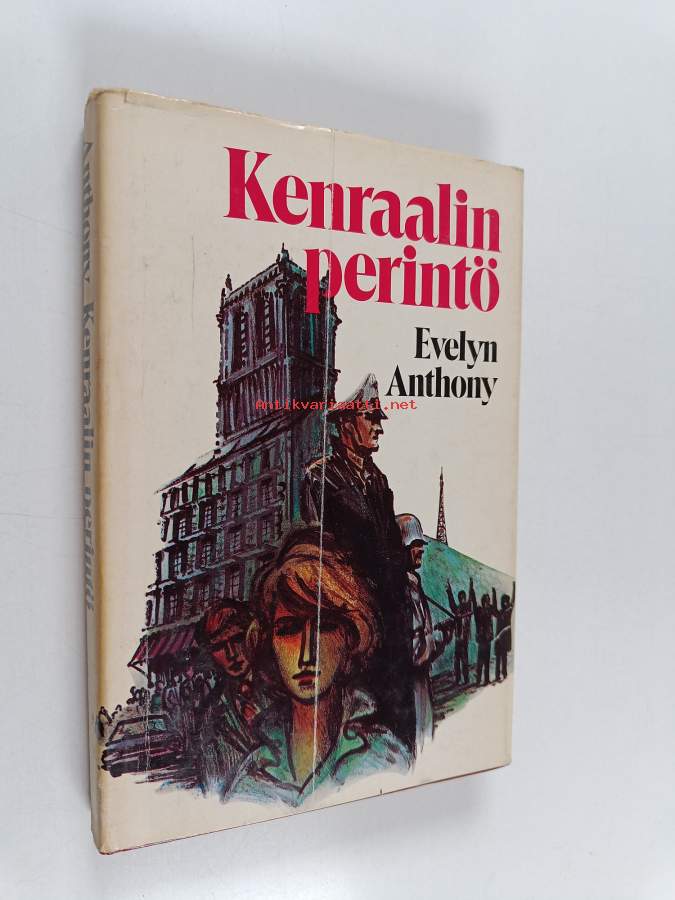 Kenraalin
perintö
Evelyn
Anthony
Antikvariaatti.net
Anthony Kenraalin perintö